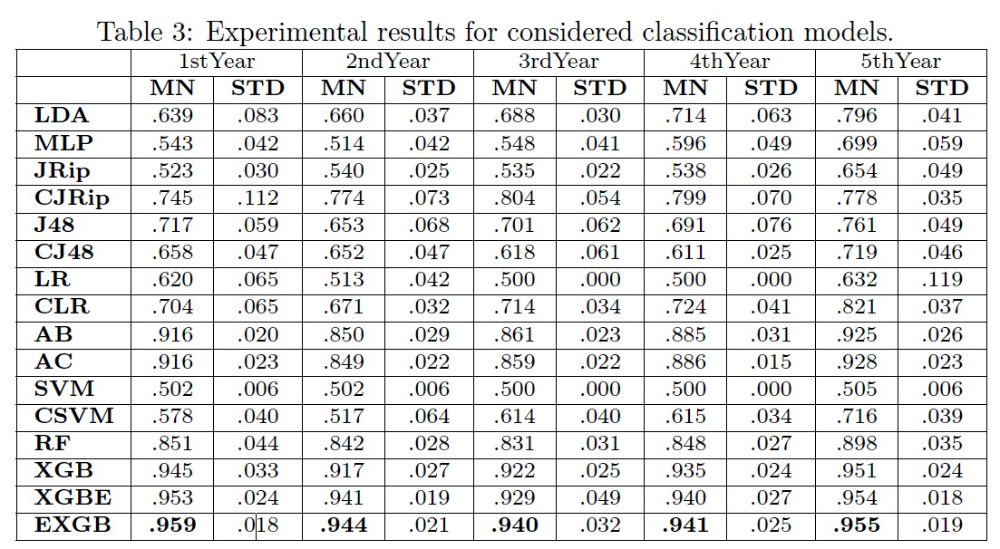 Table 3: Experimental results for considered classification models.
1stYear 2ndYear 3rdYear 4thYear 5thYear
MN STD MN STD MN STD MN STD MN STD
LDA .639 .083 .660 .037 .688 .030 .714 .063 .796 .041
MLP .543 .042 .514 .042 .548 .041 .596 .049 .699 .059
JRip .523 .030 .540 .025 .535 .022 .538 .026 .654 .049
CJRip .745 .112 .774 .073 .804 .054 .799 .070 .778 .035
J48 .717 .059 .653 .068 .701 .062 .691 .076 .761 .049
CJ48 .658 .047 .652 .047 .618 .061 .611 .025 .719 .046
LR .620 .065 .513 .042 .500 .000 .500 .000 .632 .119
CLR .704 .065 .671 .032 .714 .034 .724 .041 .821 .037
AB .916 .020 .850 .029 .861 .023 .885 .031 .925 .026
AC .916 .023 .849 .022 .859 .022 .886 .015 .928 .023
SVM .502 .006 .502 .006 .500 .000 .500 .000 .505 .006
CSVM .578 .040 .517 .064 .614 .040 .615 .034 .716 .039
RF .851 .044 .842 .028 .831 .031 .848 .027 .898 .035
XGB .945 .033 .917 .027 .922 .025 .935 .024 .951 .024
XGBE .953 .024 .941 .019 .929 .049 .940 .027 .954 .018
EXGB .959 .018 .944 .021 .940 .032 .941 .025 .955 .019